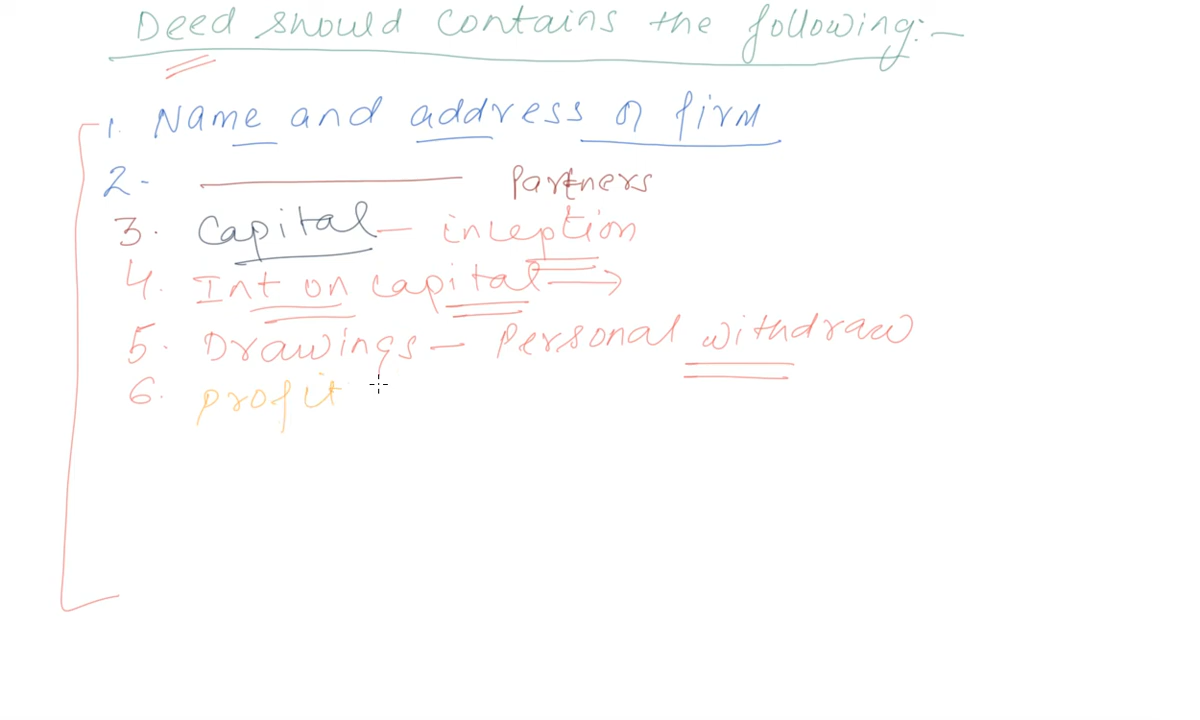 Deed should contains the following:-
1. Name and address of firm
2- ———— Partners
3. Capital - inception
4. Int on capital →
5. Drawings - Personal withdraw
6. profit